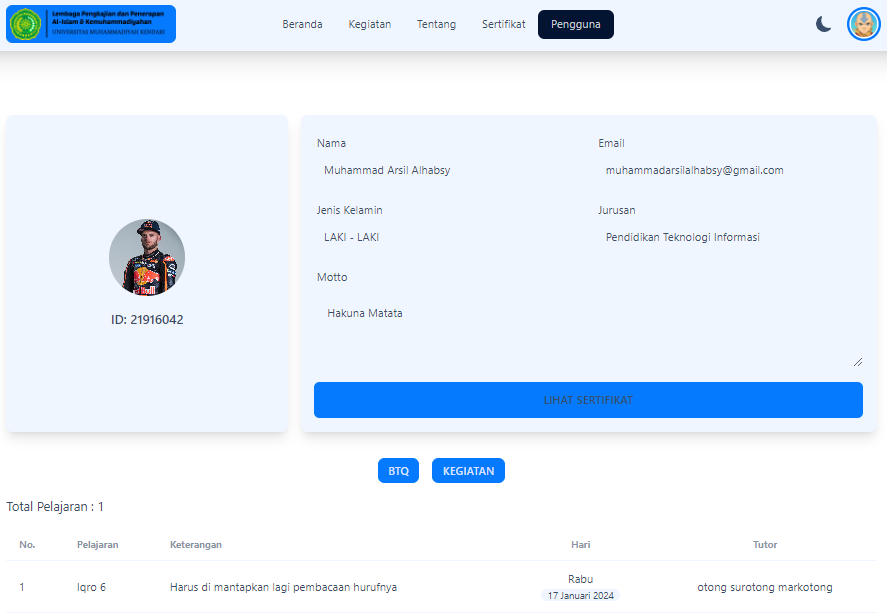 Lembaga Pengkajian dan Penerapan
Al-Islam & Kemuhammadiyahan
UNIVERSITAS MUHAMMADIYAH KENDARI
Beranda
Kegiatan
Tentang
Sertifikat
Pengguna
ID: 21916042
Nama
Email
Muhammad Arsil Alhabsy
muhammadarsilalhabsy@gmail.com
Jenis Kelamin
Jurusan
LAKI - LAKI
Pendidikan Teknologi Informasi
Motto
Hakuna Matata
LIHAT SERTIFIKAT
BTQ
KEGIATAN
Total Pelajaran : 1
No.
Pelajaran
Keterangan
Hari
Tutor
1
Iqro 6
Harus di mantapkan lagi pembacaan hurufnya
Rabu
17 Januari 2024
otong surotong markotong